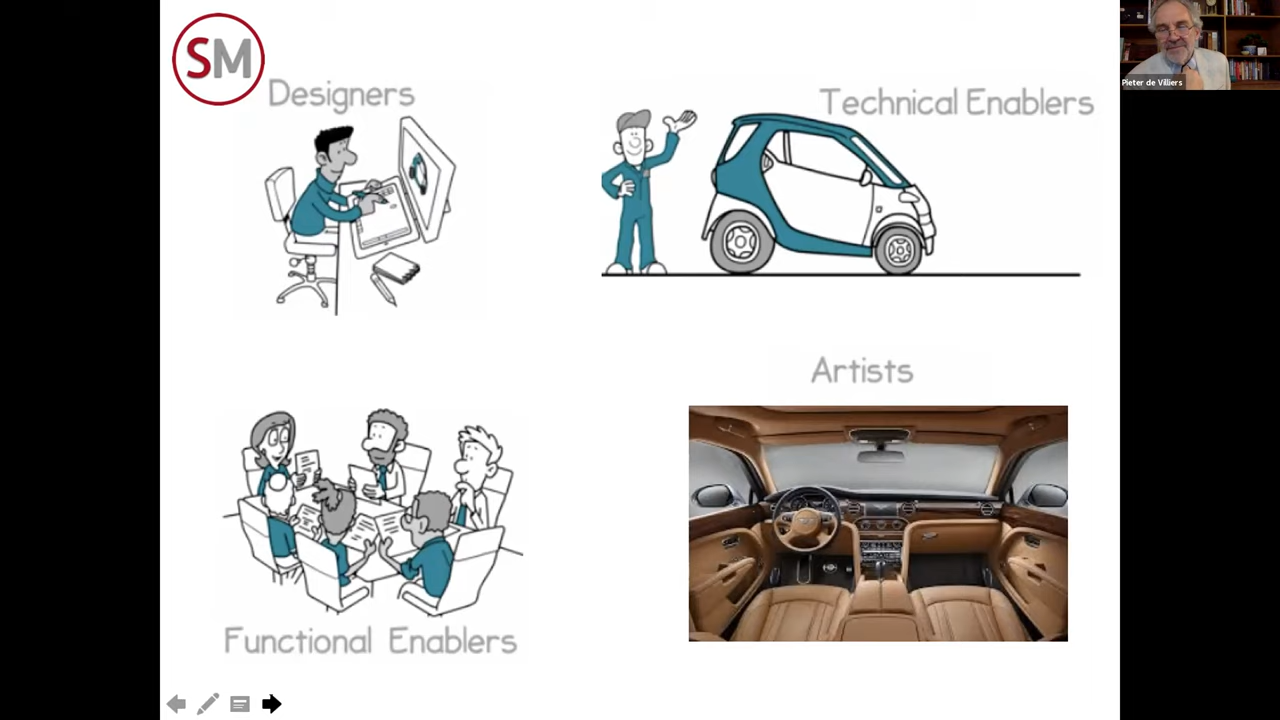 SM
Designers
Technical Enablers
Pieter de Villiers
Artists
Functional Enablers